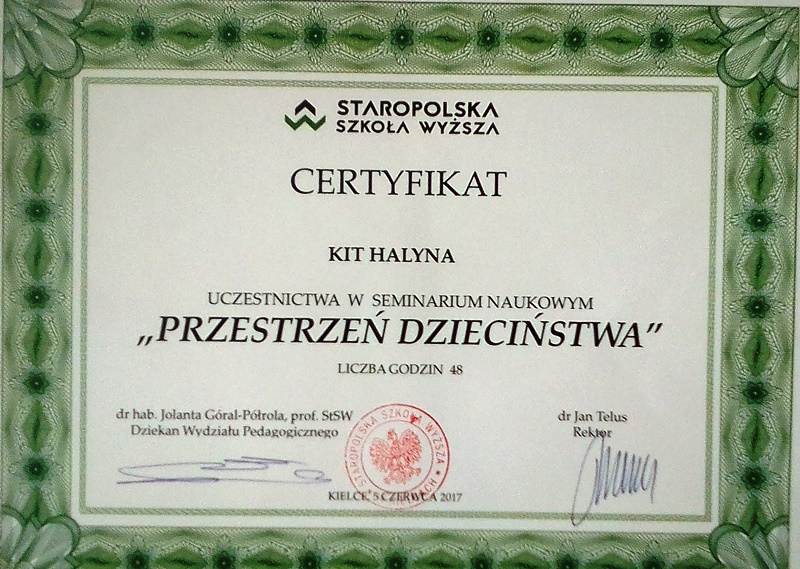 STAROPOLSKA
SZKOŁA WYŻSZA
CERTYFIKAT
KIT HALYNA
UCZESTNICTWA W SEMINARIUM NAUKOWYM
„PRZESTRZEŃ DZIECIŃSTWA”
LICZBA GODZIN 48
dr hab. Jolanta Góral-Półrola, prof. StSW
Dziekan Wydziału Pedagogicznego
dr Jan Telus
Rektor
STAROPOLSKA SZKOŁA WYŻSZA
KIELCE, 5 CZERWCA 2017